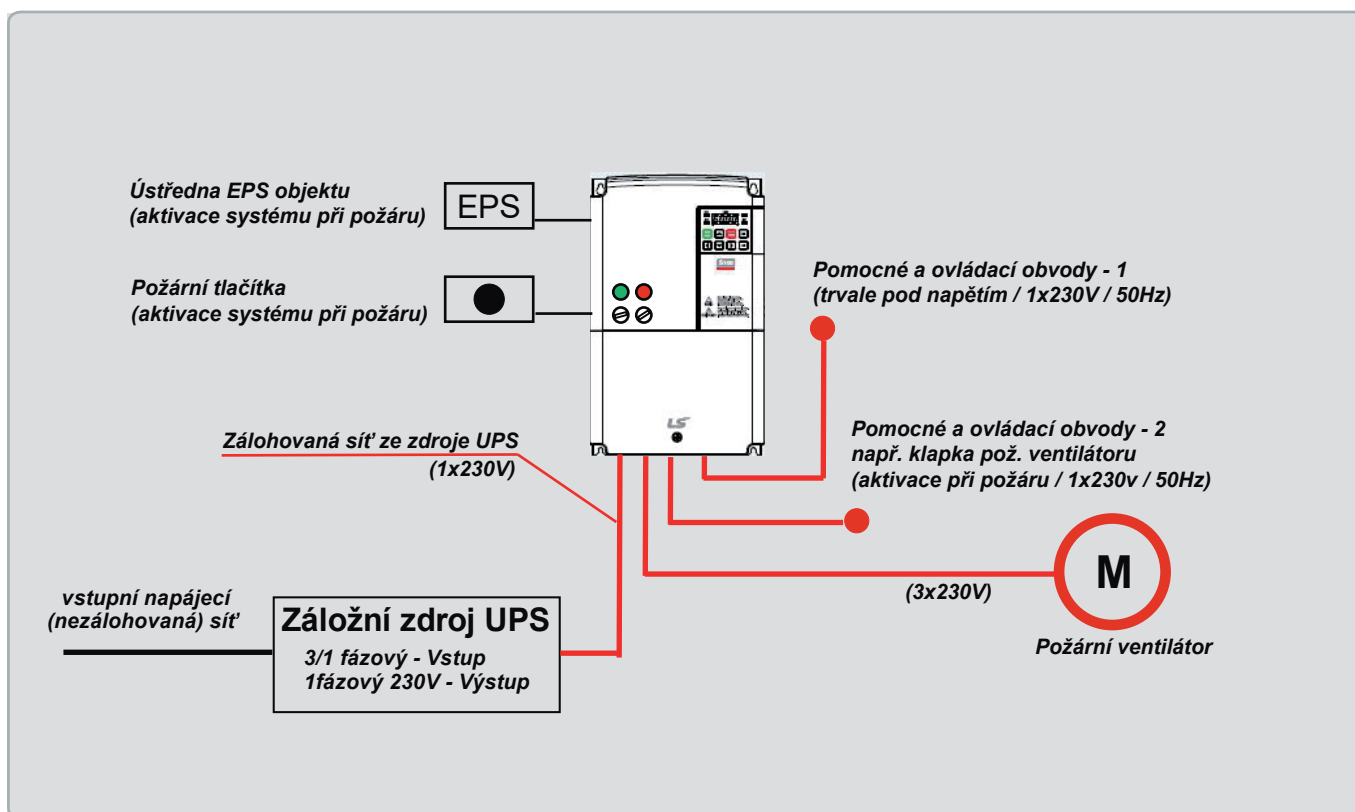 Ústředna EPS objektu
(aktivace systému při požáru)
EPS
Požární tlačítka
(aktivace systému při požáru)
Pomocné a ovládací obvody - 1
(trvale pod napětím / 1x230V / 50Hz)
LS
Zálohovaná síť ze zdroje UPS
(1x230V)
Pomocné a ovládací obvody - 2
např. klapka pož. ventilátoru
(aktivace při požáru / 1x230v / 50Hz)
M
(3x230V)
Požární ventilátor
vstupní napájecí
(nezálohovaná) síť
Záložní zdroj UPS
3/1 fázový - Vstup
1fázový 230V - Výstup